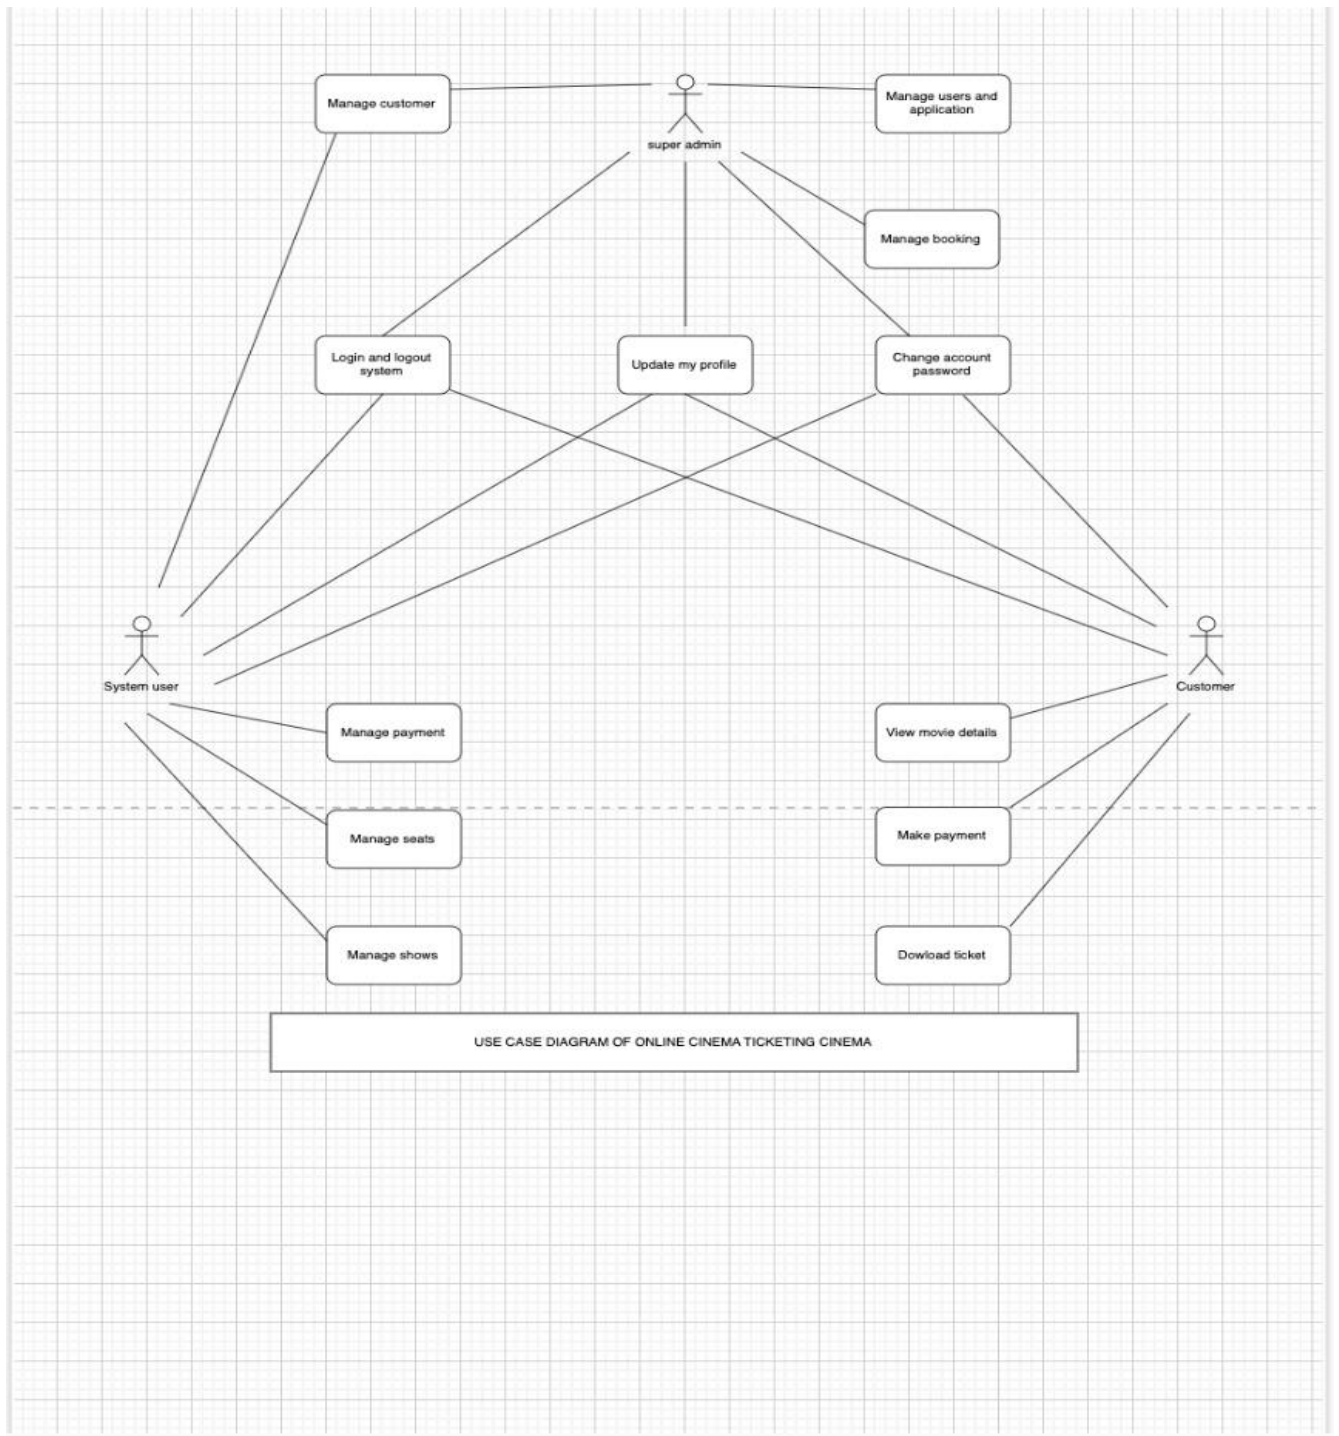 Manage customer
super admin
Manage users and
application
Manage booking
Login and logout
system
Update my profile
Change account
password
System user
Customer
Manage payment
View movie details
Manage seats
Make payment
Manage shows
Dowload ticket
USE CASE DIAGRAM OF ONLINE CINEMA TICKETING CINEMA